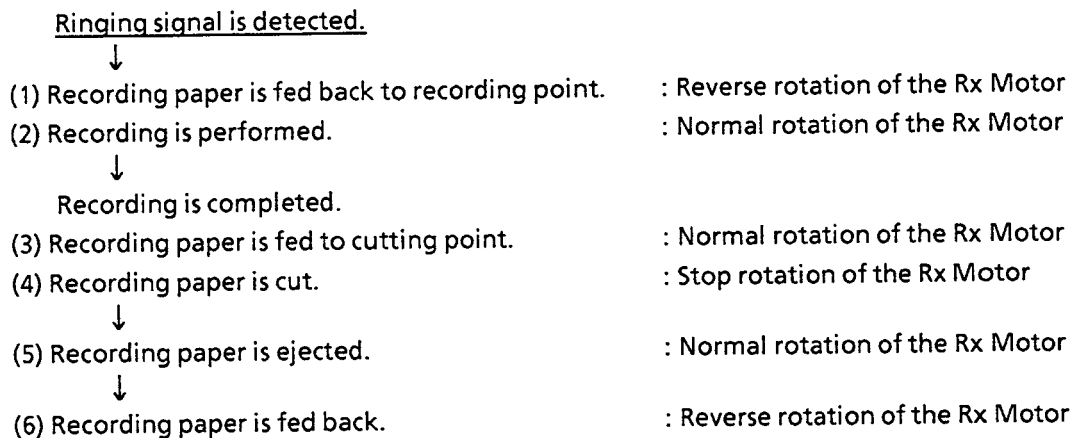 Ringing signal is detected.
↓
(1) Recording paper is fed back to recording point. : Reverse rotation of the Rx Motor
(2) Recording is performed. : Normal rotation of the Rx Motor
↓
Recording is completed.
(3) Recording paper is fed to cutting point. : Normal rotation of the Rx Motor
(4) Recording paper is cut. : Stop rotation of the Rx Motor
↓
(5) Recording paper is ejected. : Normal rotation of the Rx Motor
↓
(6) Recording paper is fed back. : Reverse rotation of the Rx Motor